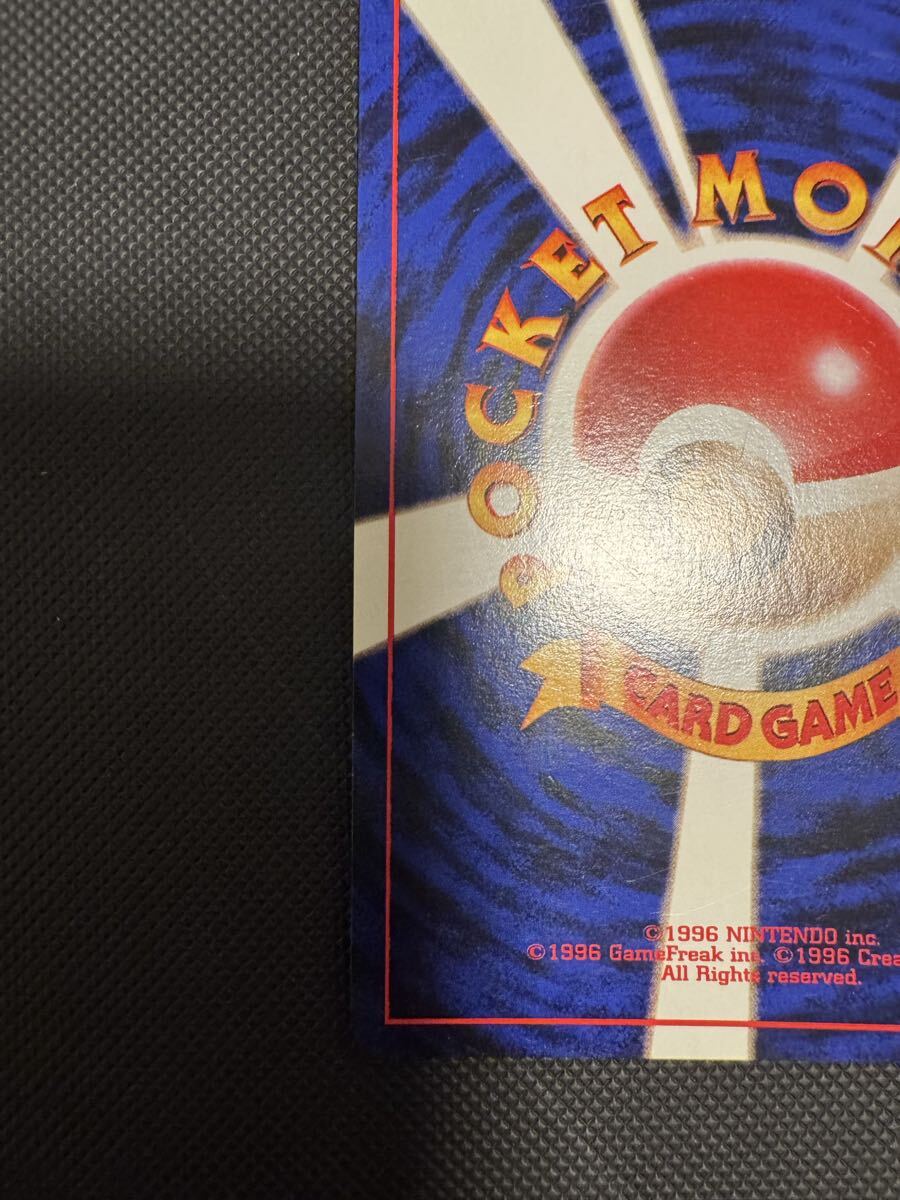 POCKET MO
CARD GAME
©1996 NINTENDO inc.
©1996 GameFreak inc. ©1996 Crea
All Rights reserved.